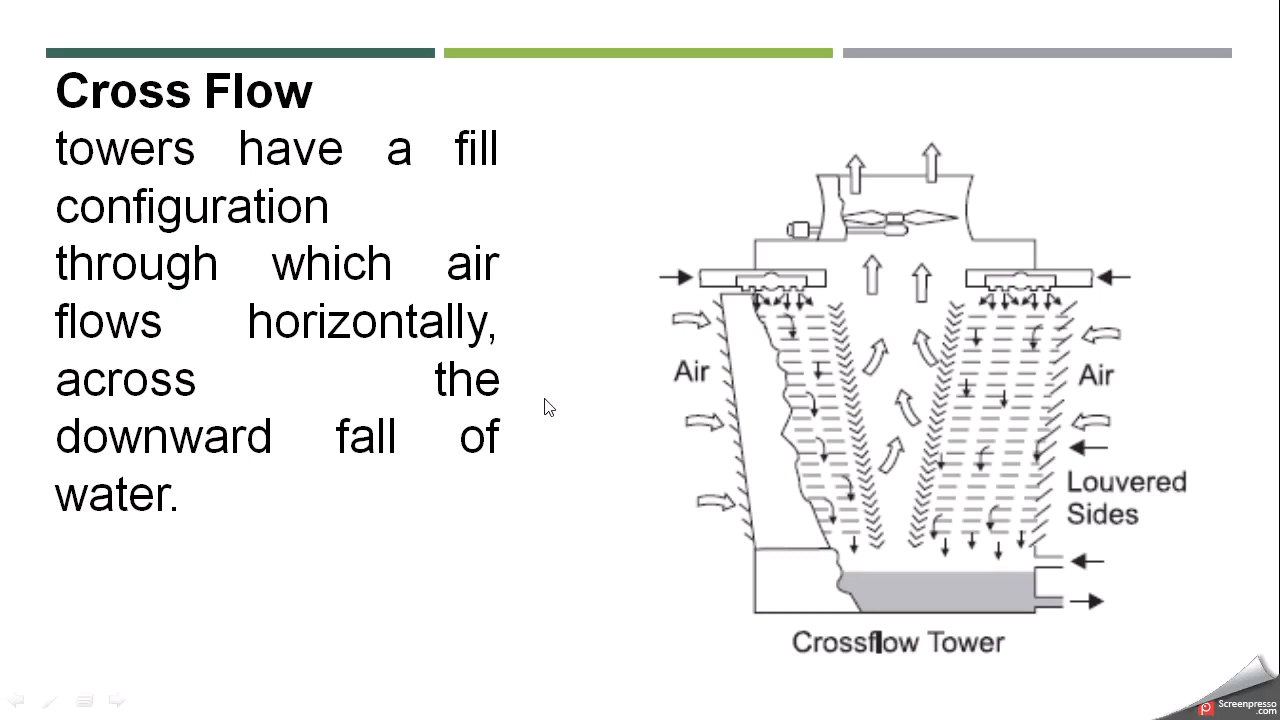 Cross Flow
towers have a fill
configuration
through which air
flows horizontally,
across the
downward fall of
water.
Air
Air
Louvered
Sides
Crossflow Tower
Screenpresso
.com